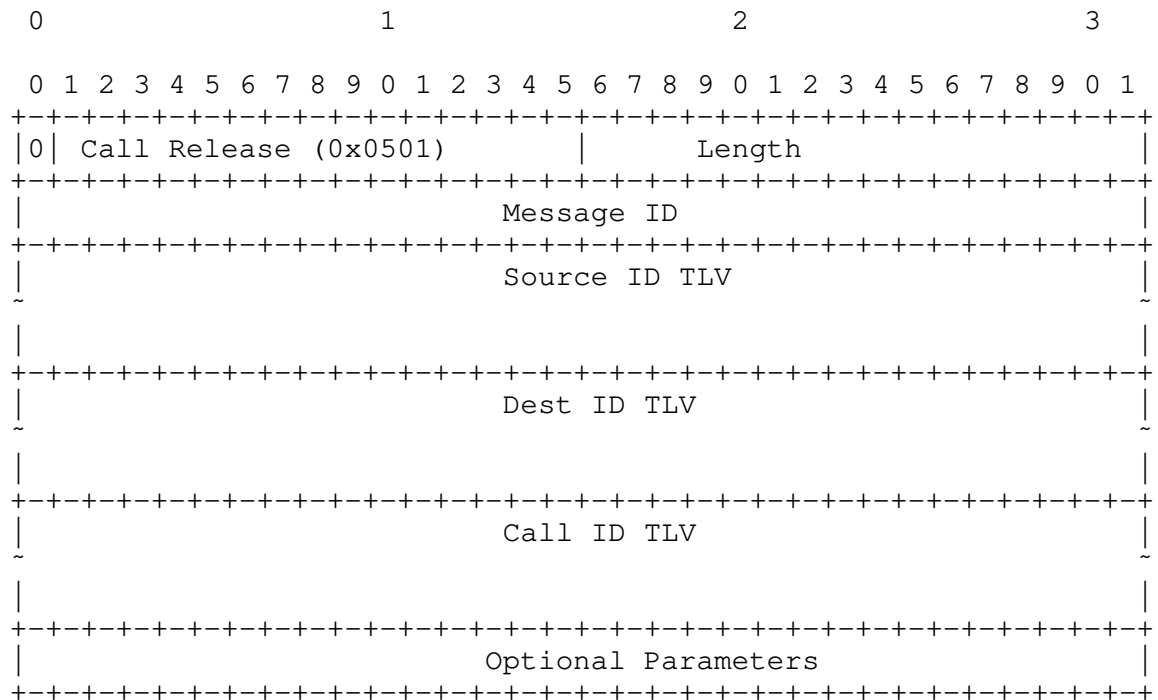 0                   1                   2                   3
0 1 2 3 4 5 6 7 8 9 0 1 2 3 4 5 6 7 8 9 0 1 2 3 4 5 6 7 8 9 0 1
+-+-+-+-+-+-+-+-+-+-+-+-+-+-+-+-+-+-+-+-+-+-+-+-+-+-+-+-+-+-+-+-+
|0| Call Release (0x0501)       |      Length                   |
+-+-+-+-+-+-+-+-+-+-+-+-+-+-+-+-+-+-+-+-+-+-+-+-+-+-+-+-+-+-+-+-+
|                           Message ID                          |
+-+-+-+-+-+-+-+-+-+-+-+-+-+-+-+-+-+-+-+-+-+-+-+-+-+-+-+-+-+-+-+-+
|                           Source ID TLV                       |
~                                                               ~
|                                                               |
+-+-+-+-+-+-+-+-+-+-+-+-+-+-+-+-+-+-+-+-+-+-+-+-+-+-+-+-+-+-+-+-+
|                           Dest ID TLV                         |
~                                                               ~
|                                                               |
+-+-+-+-+-+-+-+-+-+-+-+-+-+-+-+-+-+-+-+-+-+-+-+-+-+-+-+-+-+-+-+-+
|                           Call ID TLV                         |
~                                                               ~
|                                                               |
+-+-+-+-+-+-+-+-+-+-+-+-+-+-+-+-+-+-+-+-+-+-+-+-+-+-+-+-+-+-+-+-+
|                          Optional Parameters                  |
+-+-+-+-+-+-+-+-+-+-+-+-+-+-+-+-+-+-+-+-+-+-+-+-+-+-+-+-+-+-+-+-+